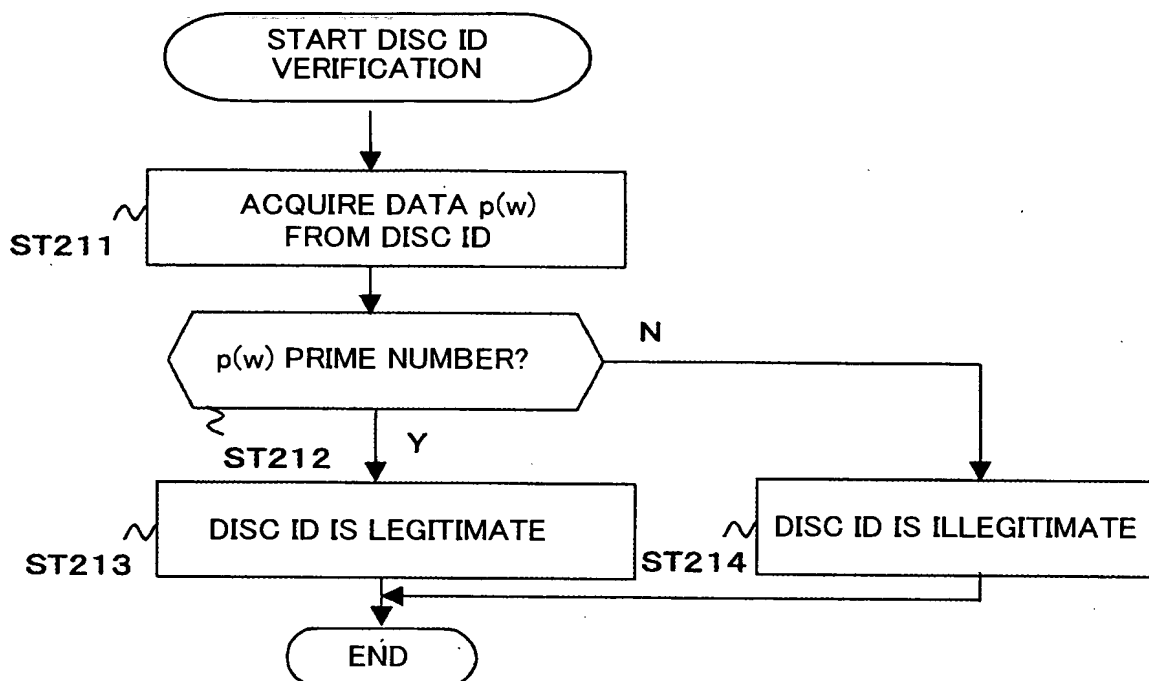 START DISC ID
VERIFICATION
ACQUIRE DATA p(w)
FROM DISC ID
ST211
p(w) PRIME NUMBER?
N
Y
ST212
DISC ID IS LEGITIMATE
ST213
DISC ID IS ILLEGITIMATE
ST214
END